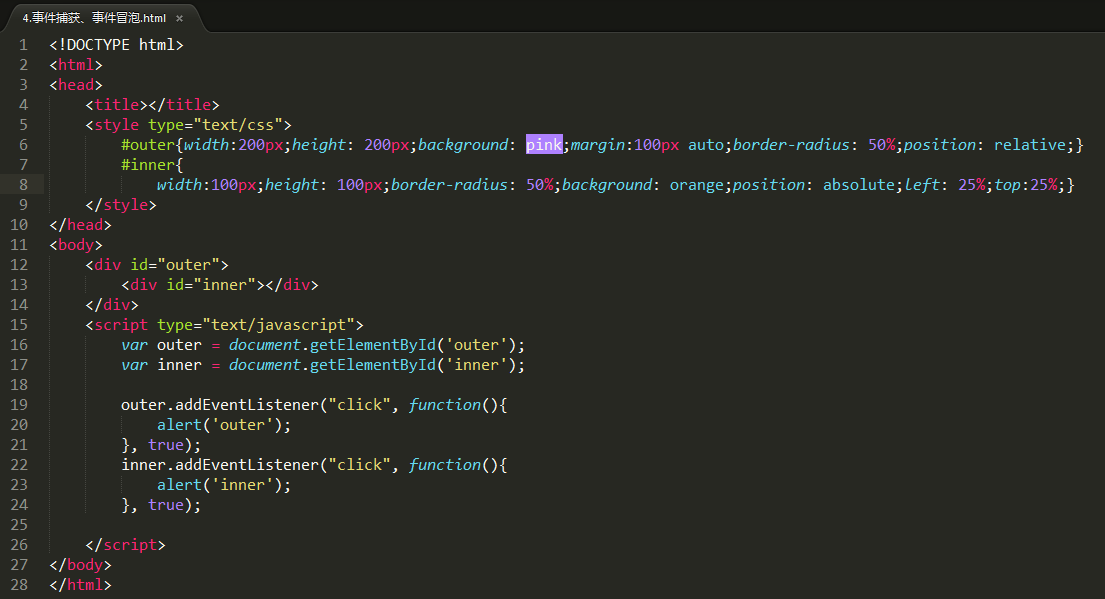 4.事件捕获、事件冒泡.html ×
1 <!DOCTYPE html>
2 <html>
3 <head>
4 <title></title>
5 <style type="text/css">
6 #outer{width:200px;height: 200px;background: pink;margin:100px auto;border-radius: 50%;position: relative;}
7 #inner{
8 width:100px;height: 100px;border-radius: 50%;background: orange;position: absolute;left: 25%;top:25%;}
9 </style>
10 </head>
11 <body>
12 <div id="outer">
13 <div id="inner"></div>
14 </div>
15 <script type="text/javascript">
16 var outer = document.getElementById('outer');
17 var inner = document.getElementById('inner');
18
19 outer.addEventListener("click", function(){
20 alert('outer');
21 }, true);
22 inner.addEventListener("click", function(){
23 alert('inner');
24 }, true);
25
26 </script>
27 </body>
28 </html>